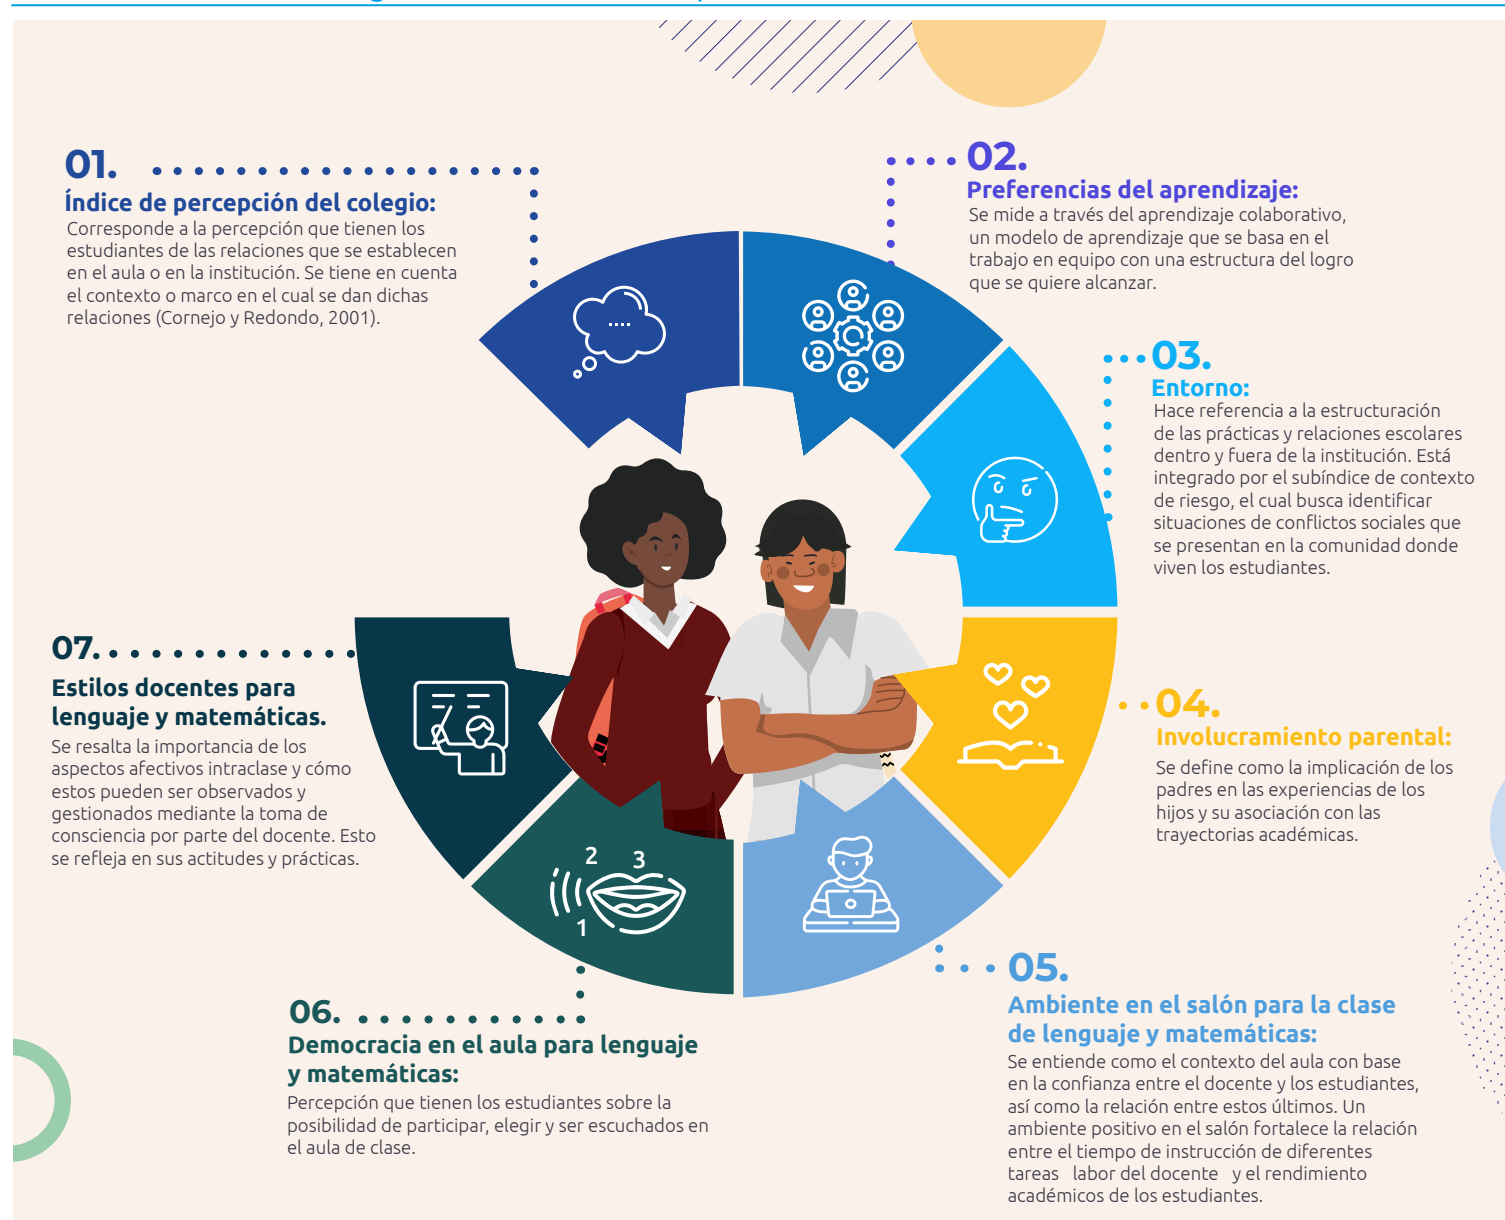 01.
Índice de percepción del colegio:
Corresponde a la percepción que tienen los
estudiantes de las relaciones que se establecen
en el aula o en la institución. Se tiene en cuenta
el contexto o marco en el cual se dan dichas
relaciones (Cornejo y Redondo, 2001).
02.
Preferencias del aprendizaje:
Se mide a través del aprendizaje colaborativo,
un modelo de aprendizaje que se basa en el
trabajo en equipo con una estructura del logro
que se quiere alcanzar.
03.
Entorno:
Hace referencia a la estructuración
de las prácticas y relaciones escolares
dentro y fuera de la institución. Está
integrado por el subíndice de contexto
de riesgo, el cual busca identificar
situaciones de conflictos sociales que
se presentan en la comunidad donde
viven los estudiantes.
04.
Involucramiento parental:
Se define como la implicación de los
padres en las experiencias de los
hijos y su asociación con las
trayectorias académicas.
05.
Ambiente en el salón para la clase
de lenguaje y matemáticas:
Se entiende como el contexto del aula con base
en la confianza entre el docente y los estudiantes,
así como la relación entre estos últimos. Un
ambiente positivo en el salón fortalece la relación
entre el tiempo de instrucción de diferentes
tareas labor del docente y el rendimiento
académicos de los estudiantes.
06.
Democracia en el aula para lenguaje
y matemáticas:
Percepción que tienen los estudiantes sobre la
posibilidad de participar, elegir y ser escuchados en
el aula de clase.
07.
Estilos docentes para
lenguaje y matemáticas.
Se resalta la importancia de los
aspectos afectivos intraclase y cómo
estos pueden ser observados y
gestionados mediante la toma de
consciencia por parte del docente. Esto
se refleja en sus actitudes y prácticas.
2 3
1